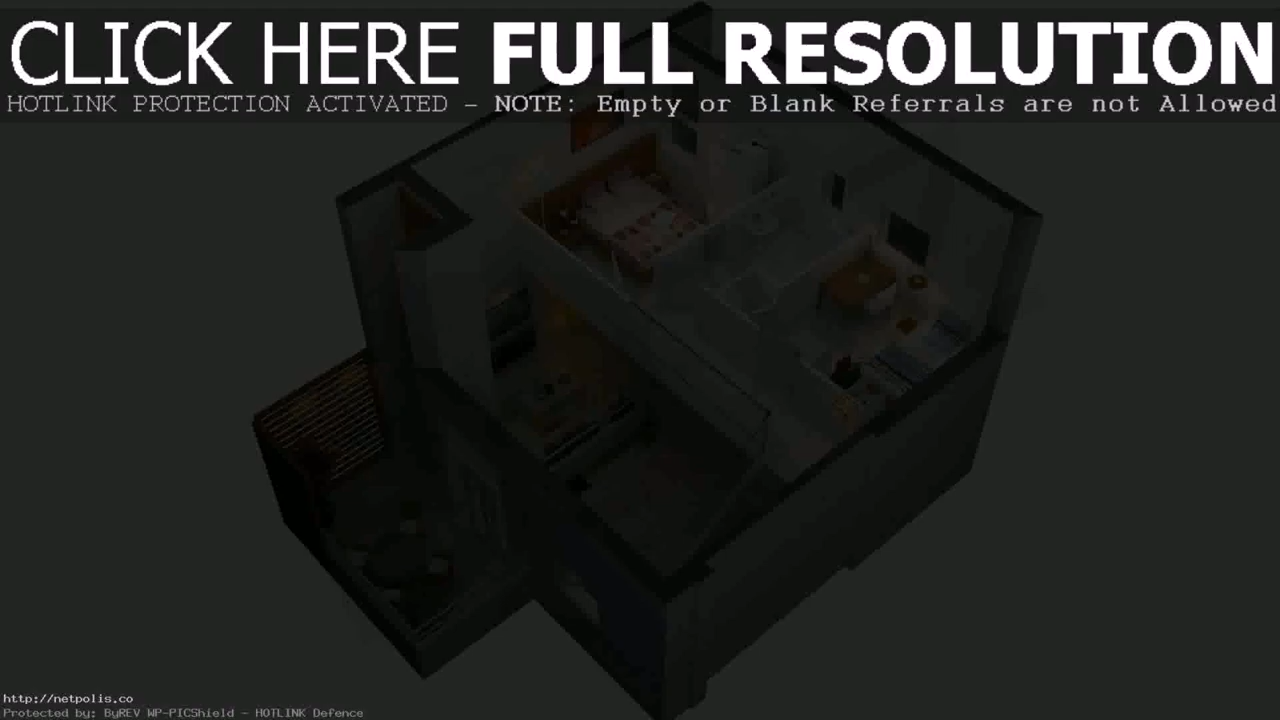 CLICK HERE FULL RESOLUTION
HOTLINK PROTECTION ACTIVATED – NOTE: Empty or Blank Referrals are not Allowed
http://netpolis.co
Protected by: ByREV WP-PICShield – HOTLINK Defence